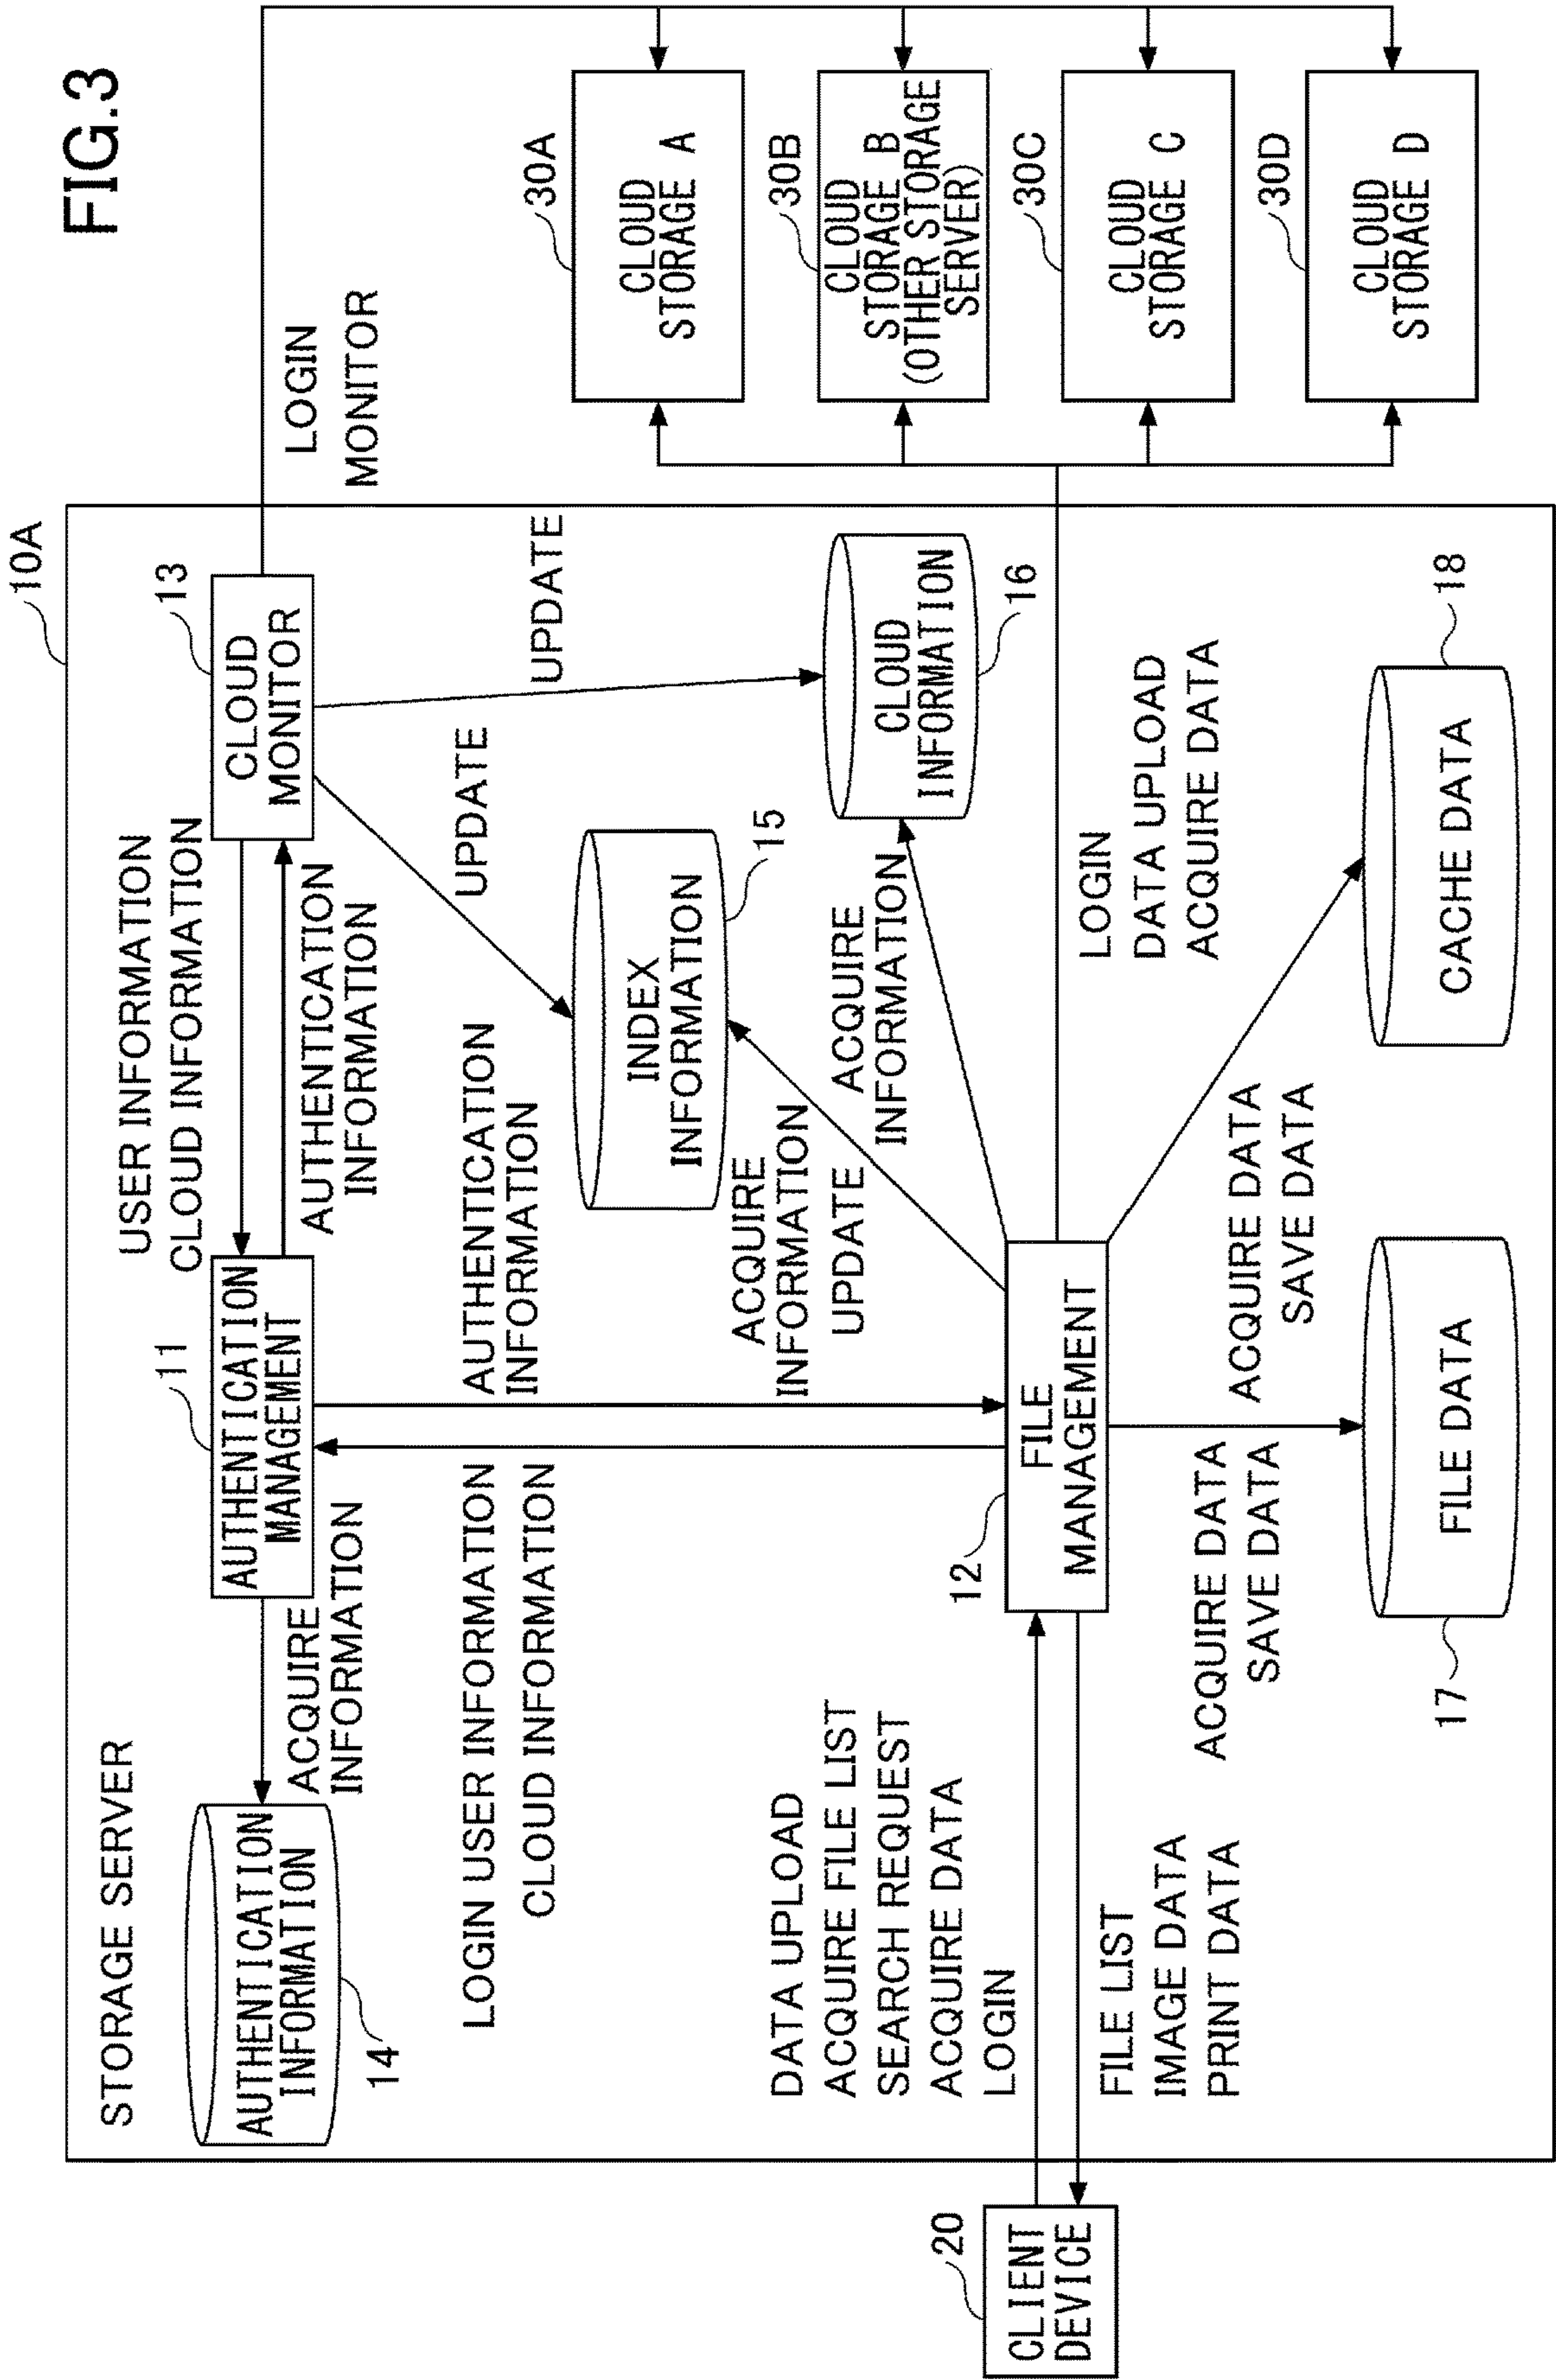 FIG.3
STORAGE SERVER
10A
AUTHENTICATION
INFORMATION
14
ACQUIRE
INFORMATION
AUTHENTICATION
MANAGEMENT
11
USER INFORMATION
CLOUD INFORMATION
AUTHENTICATION
INFORMATION
CLOUD
MONITOR
13
LOGIN
MONITOR
LOGIN USER INFORMATION
CLOUD INFORMATION
AUTHENTICATION
INFORMATION
UPDATE
UPDATE
INDEX
INFORMATION
15
CLOUD
INFORMATION
16
ACQUIRE
INFORMATION
UPDATE
ACQUIRE
INFORMATION
30A
CLOUD
STORAGE A
30B
CLOUD
STORAGE B
(OTHER STORAGE
SERVER)
30C
CLOUD
STORAGE C
30D
CLOUD
STORAGE D
20
CLIENT
DEVICE
DATA UPLOAD
ACQUIRE FILE LIST
SEARCH REQUEST
ACQUIRE DATA
LOGIN
FILE LIST
IMAGE DATA
PRINT DATA
12
FILE
MANAGEMENT
LOGIN
DATA UPLOAD
ACQUIRE DATA
ACQUIRE DATA
SAVE DATA
ACQUIRE DATA
SAVE DATA
17
FILE DATA
CACHE DATA
18